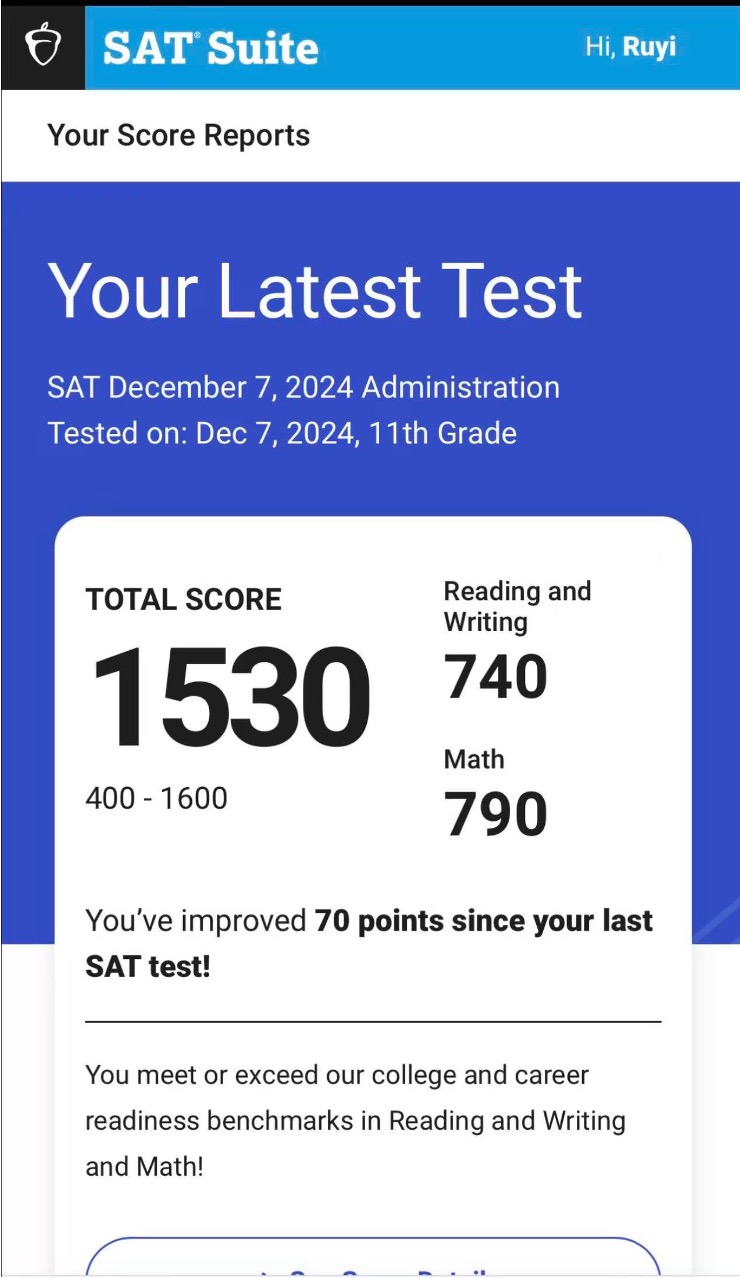 SAT® Suite
Hi, Ruyi
Your Score Reports
Your Latest Test
SAT December 7, 2024 Administration
Tested on: Dec 7, 2024, 11th Grade
TOTAL SCORE
1530
400 - 1600
Reading and
Writing
740
Math
790
You’ve improved 70 points since your last
SAT test!
You meet or exceed our college and career
readiness benchmarks in Reading and Writing
and Math!